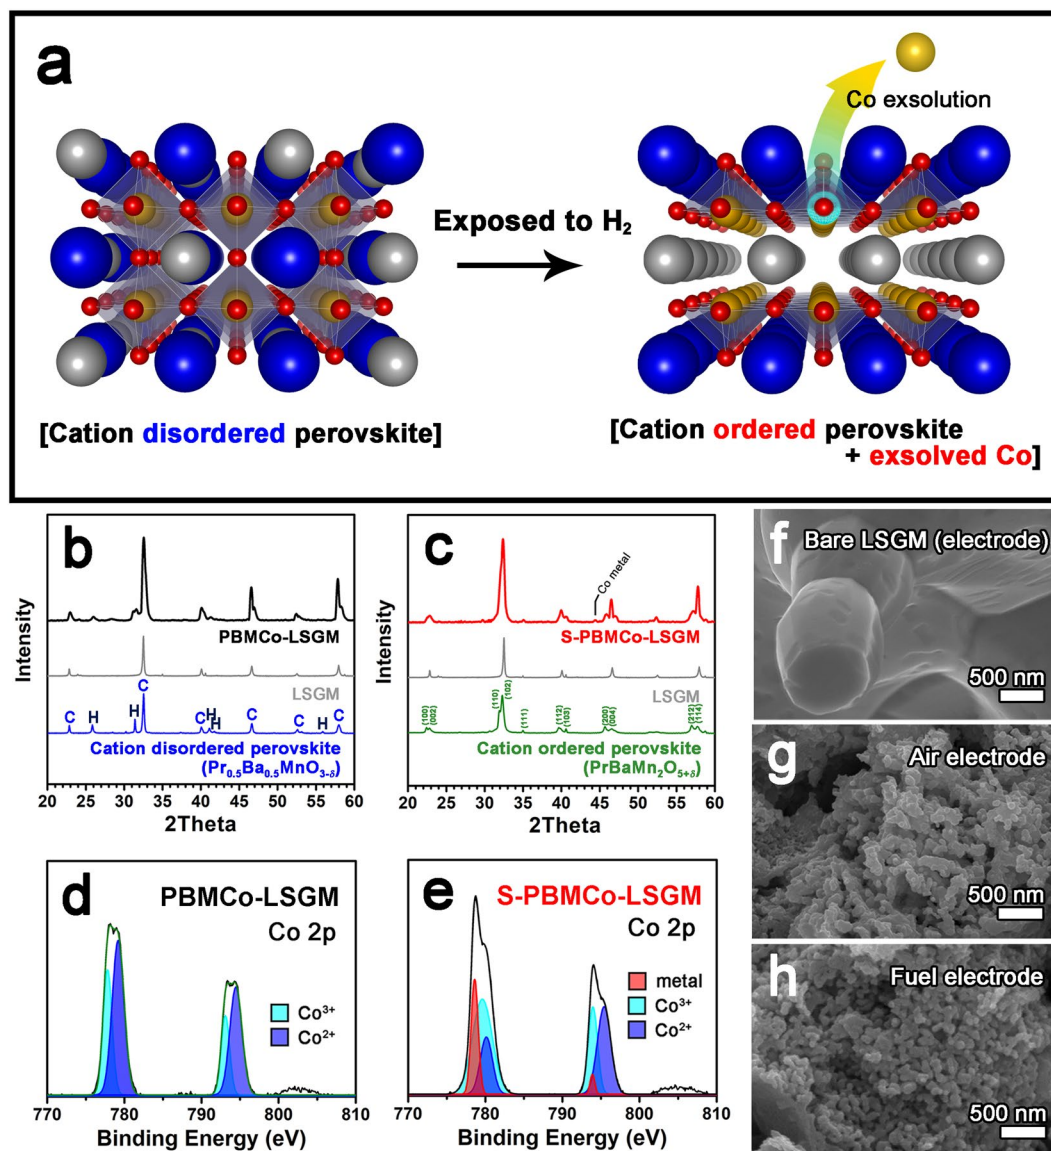 a
Co exsolution
Exposed to H₂
[Cation disordered perovskite]
[Cation ordered perovskite
+ exsolved Co]
b
PBMCo-LSGM
LSGM
C H H C C H H C C H C
Cation disordered perovskite
(Pr₀.₅Ba₀.₅MnO₃₋δ)
Intensity
20 25 30 35 40 45 50 55 60
2Theta
c
Co metal
S-PBMCo-LSGM
LSGM
(100)
(002)
(110)
(102)
(111)
(112)
(103)
(200)
(004)
(212)
(114)
Cation ordered perovskite
(PrBaMn₂O₅₊δ)
Intensity
20 25 30 35 40 45 50 55 60
2Theta
d
PBMCo-LSGM
Co 2p
Co³⁺
Co²⁺
770 780 790 800 810
Binding Energy (eV)
e
S-PBMCo-LSGM
Co 2p
metal
Co³⁺
Co²⁺
770 780 790 800 810
Binding Energy (eV)
f
Bare LSGM (electrode)
500 nm
g
Air electrode
500 nm
h
Fuel electrode
500 nm